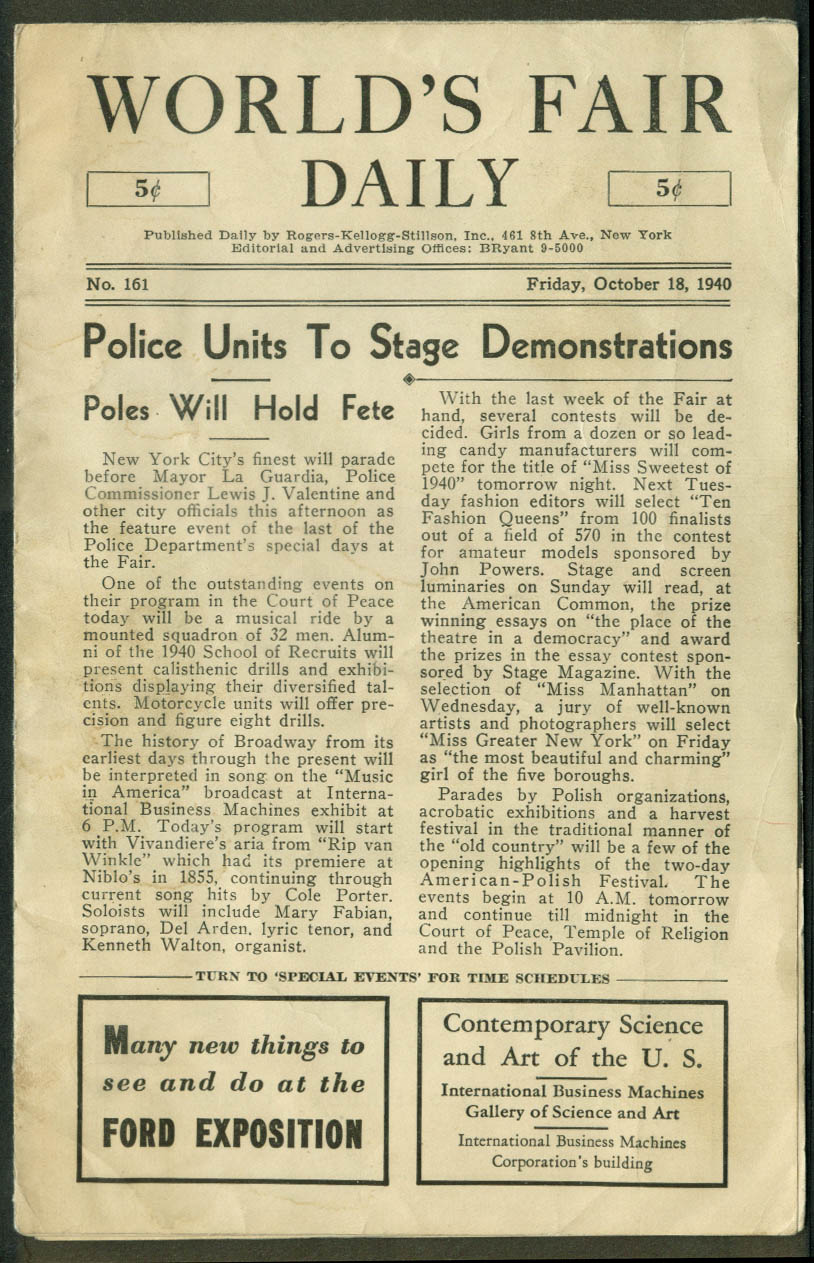 WORLD'S FAIR
DAILY
5¢
5¢
Published Daily by Rogers-Kellogg-Stillson, Inc., 461 8th Ave., New York
Editorial and Advertising Offices: BRyant 9-5000
No. 161
Friday, October 18, 1940
Police Units To Stage Demonstrations
Poles Will Hold Fete
New York City's finest will parade
before Mayor La Guardia, Police
Commissioner Lewis J. Valentine and
other city officials this afternoon as
the feature event of the last of the
Police Department's special days at
the Fair.
One of the outstanding events on
their program in the Court of Peace
today will be a musical ride by a
mounted squadron of 32 men. Alum-
ni of the 1940 School of Recruits will
present calisthenic drills and exhibi-
tions displaying their diversified tal-
ents. Motorcycle units will offer pre-
cision and figure eight drills.
The history of Broadway from its
earliest days through the present will
be interpreted in song on the "Music
in America" broadcast at Interna-
tional Business Machines exhibit at
6 P.M. Today's program will start
with Vivandiere's aria from "Rip van
Winkle" which had its premiere at
Niblo's in 1855, continuing through
current song hits by Cole Porter.
Soloists will include Mary Fabian,
soprano, Del Arden, lyric tenor, and
Kenneth Walton, organist.
With the last week of the Fair at
hand, several contests will be de-
cided. Girls from a dozen or so lead-
ing candy manufacturers will com-
pete for the title of "Miss Sweetest of
1940" tomorrow night. Next Tues-
day fashion editors will select "Ten
Fashion Queens" from 100 finalists
out of a field of 570 in the contest
for amateur models sponsored by
John Powers. Stage and screen
luminaries on Sunday will read, at
the American Common, the prize
winning essays on "the place of the
theatre in a democracy" and award
the prizes in the essay contest spon-
sored by Stage Magazine. With the
selection of "Miss Manhattan" on
Wednesday, a jury of well-known
artists and photographers will select
"Miss Greater New York" on Friday
as "the most beautiful and charming"
girl of the five boroughs.
Parades by Polish organizations,
acrobatic exhibitions and a harvest
festival in the traditional manner of
the "old country" will be a few of the
opening highlights of the two-day
American-Polish Festival. The
events begin at 10 A.M. tomorrow
and continue till midnight in the
Court of Peace, Temple of Religion
and the Polish Pavilion.
TURN TO 'SPECIAL EVENTS' FOR TIME SCHEDULES
Many new things to
see and do at the
FORD EXPOSITION
Contemporary Science
and Art of the U. S.
International Business Machines
Gallery of Science and Art
International Business Machines
Corporation's building